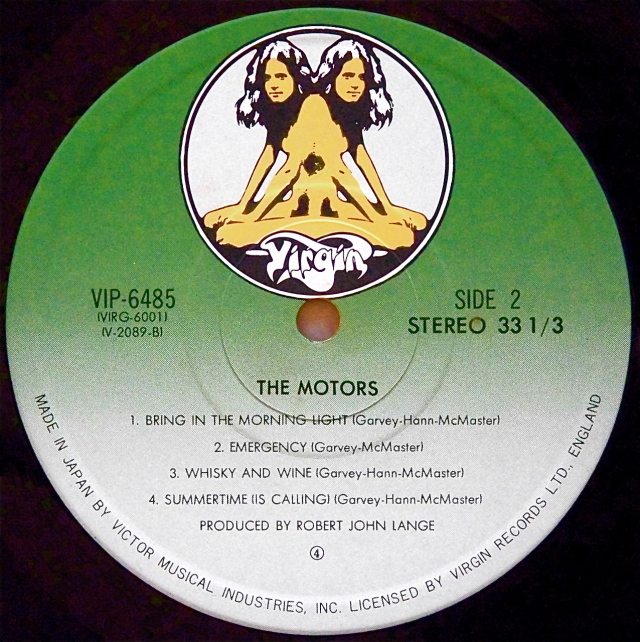 Virgin
VIP-6485
(VIRG-6001)
(V-2089-B)
SIDE 2
STEREO 33 1/3
THE MOTORS
1. BRING IN THE MORNING LIGHT (Garvey-Hann-McMaster)
2. EMERGENCY (Garvey-McMaster)
3. WHISKY AND WINE (Garvey-Hann-McMaster)
4. SUMMERTIME (IS CALLING) (Garvey-Hann-McMaster)
PRODUCED BY ROBERT JOHN LANGE
④
MADE IN JAPAN BY VICTOR MUSICAL INDUSTRIES, INC. LICENSED BY VIRGIN RECORDS LTD., ENGLAND